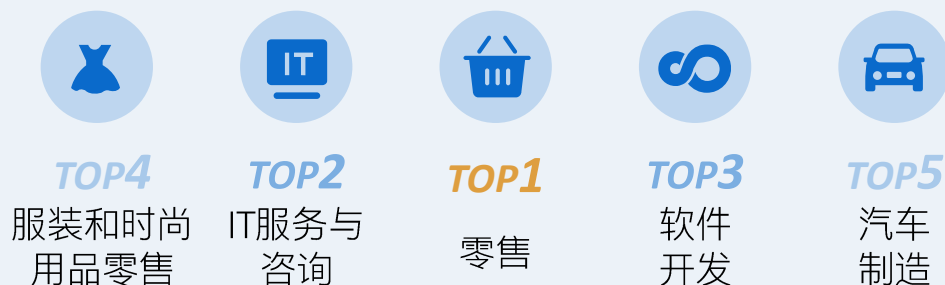 IT
TOP4
服装和时尚
用品零售
TOP2
IT服务与
咨询
TOP1
零售
TOP3
软件
开发
TOP5
汽车
制造